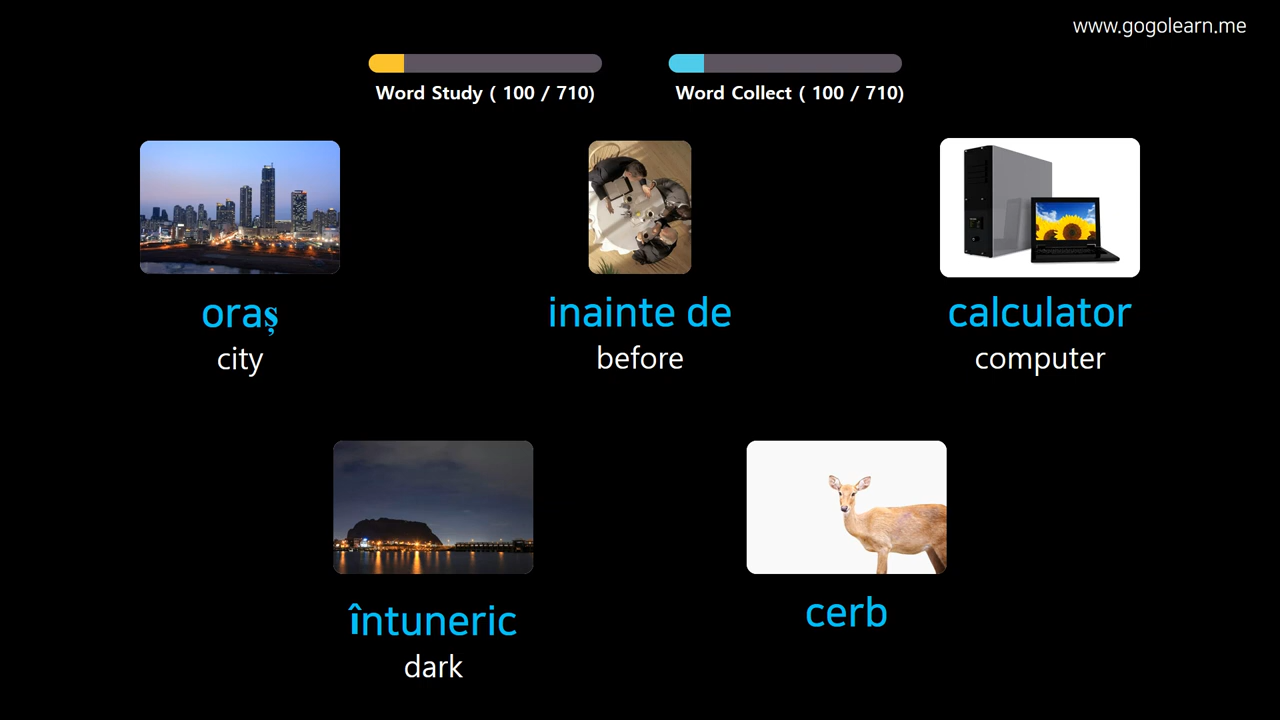 www.gogolearn.me
Word Study ( 100 / 710)
Word Collect ( 100 / 710)
oraș
city
inainte de
before
calculator
computer
întuneric
dark
cerb